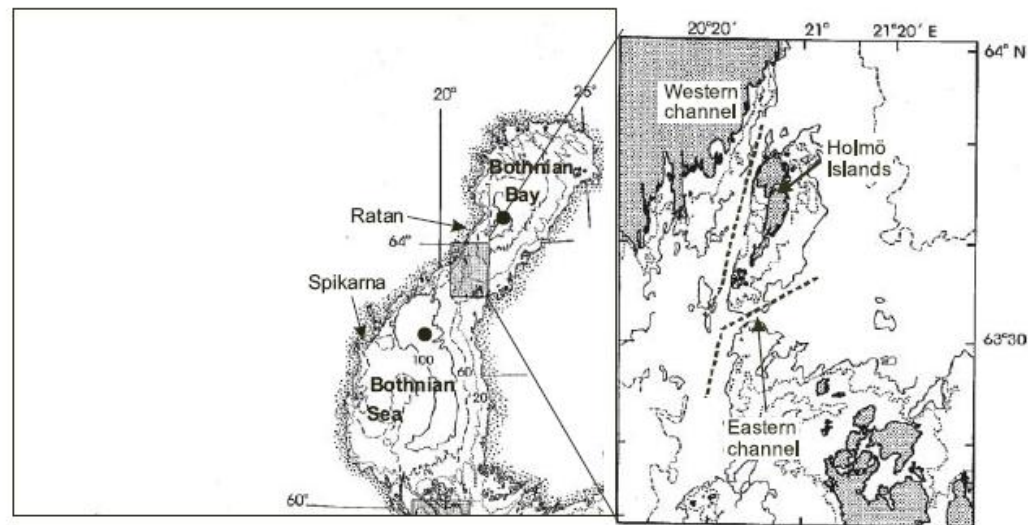 20°
25°
Bothnian
Bay
Ratan
64°
Spikarna
100
Bothnian
Sea
60
20
60°
20°20′
21°
21°20′ E
64° N
Western
channel
Holmö
Islands
63°30
Eastern
channel